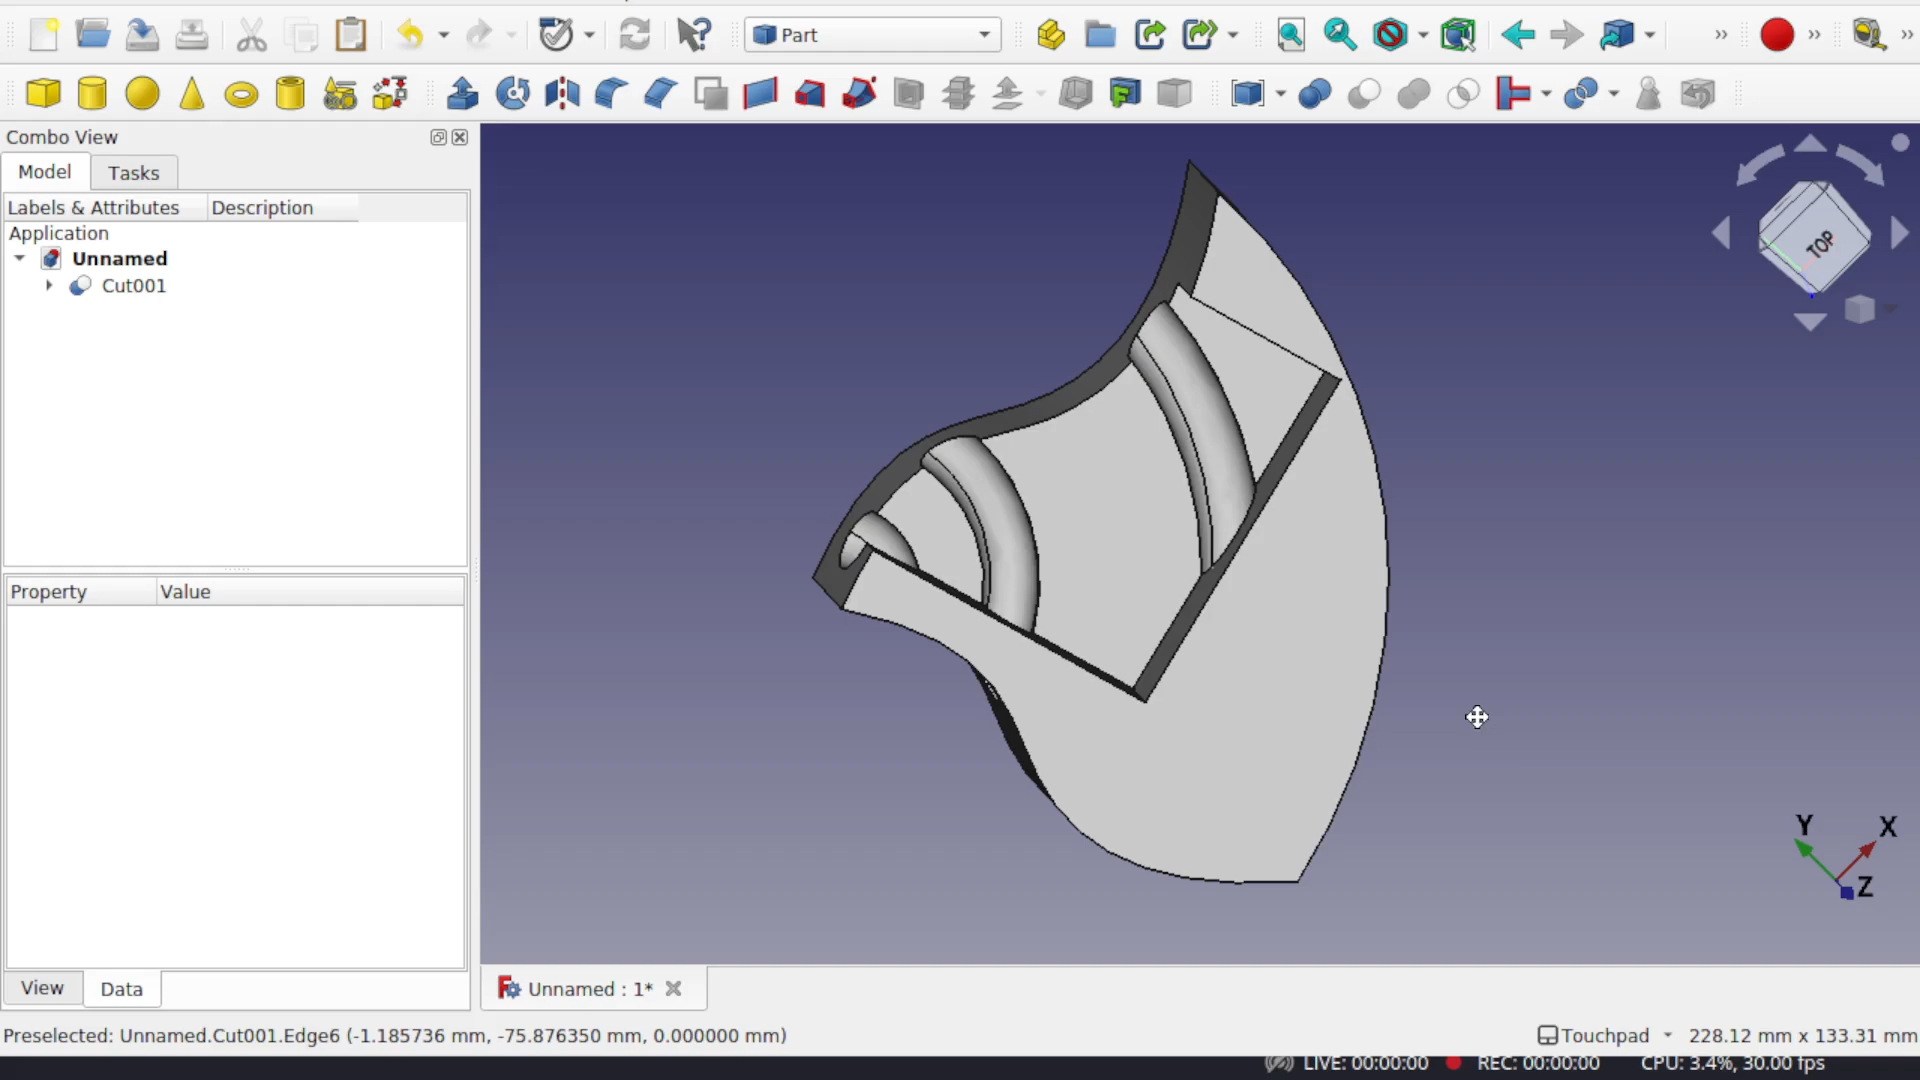 Part
»
»
»
Combo View
Model
Tasks
Labels & Attributes
Description
Application
Unnamed
Cut001
TOP
Property
Value
Y
X
Z
View
Data
Unnamed : 1*
Preselected: Unnamed.Cut001.Edge6 (-1.185736 mm, -75.876350 mm, 0.000000 mm)
Touchpad
228.12 mm x 133.31 mm
LIVE: 00:00:00
REC: 00:00:00
CPU: 3.4%, 30.00 fps